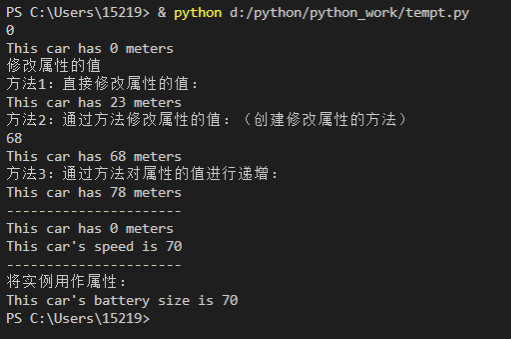 PS C:\Users\15219> & python d:/python/python_work/tempt.py
0
This car has 0 meters
修改属性的值
方法1：直接修改属性的值：
This car has 23 meters
方法2：通过方法修改属性的值：（创建修改属性的方法）
68
This car has 68 meters
方法3：通过方法对属性的值进行递增：
This car has 78 meters
----------------------
This car has 0 meters
This car's speed is 70
----------------------
将实例用作属性：
This car's battery size is 70
PS C:\Users\15219>